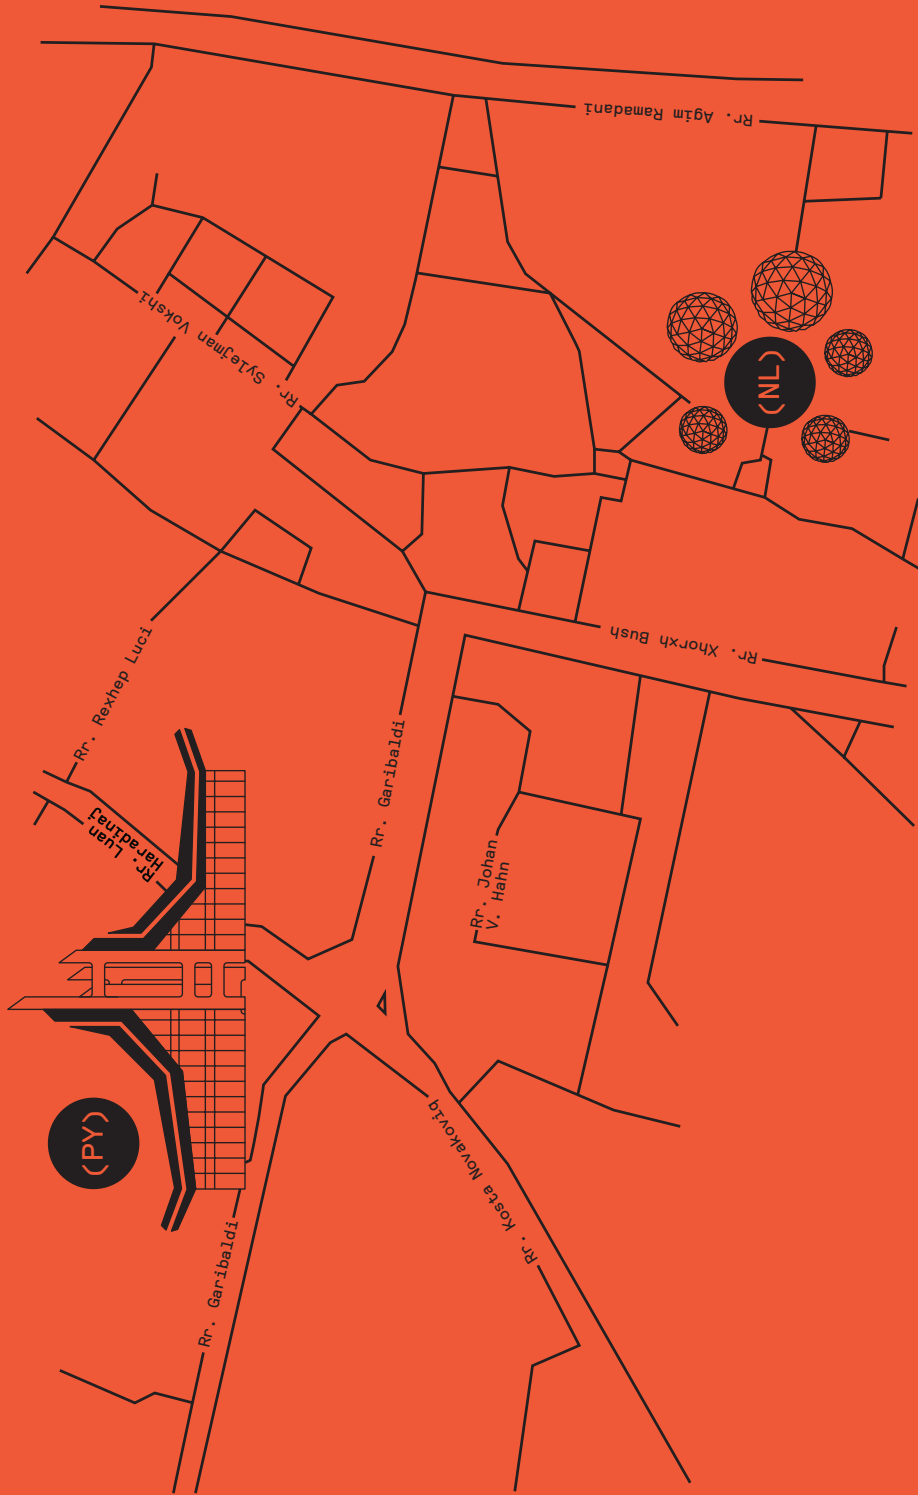 Rr. Agim Ramadani
Rr. Sylejman Vokshi
(NL)
Rr. Xhorxh Bush
Rr. Rexhep Luci
Rr. Garibaldi
Rr. Luan
Haradinaj
Rr. Johan
V. Hahn
(PY)
Rr. Kosta Novakoviq
Rr. Garibaldi